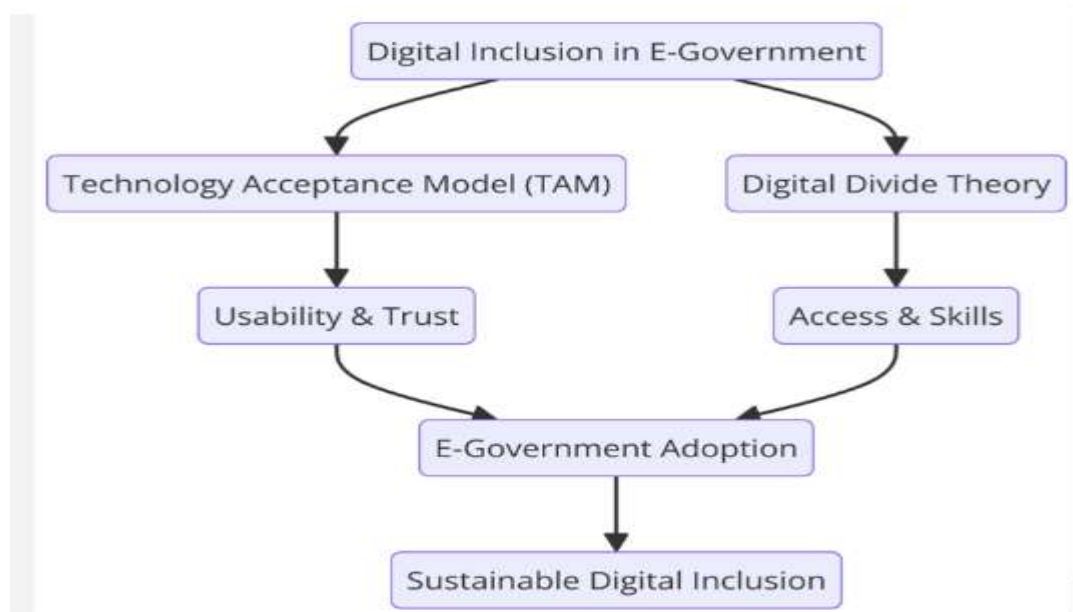 Digital Inclusion in E-Government
Technology Acceptance Model (TAM)
Digital Divide Theory
Usability & Trust
Access & Skills
E-Government Adoption
Sustainable Digital Inclusion